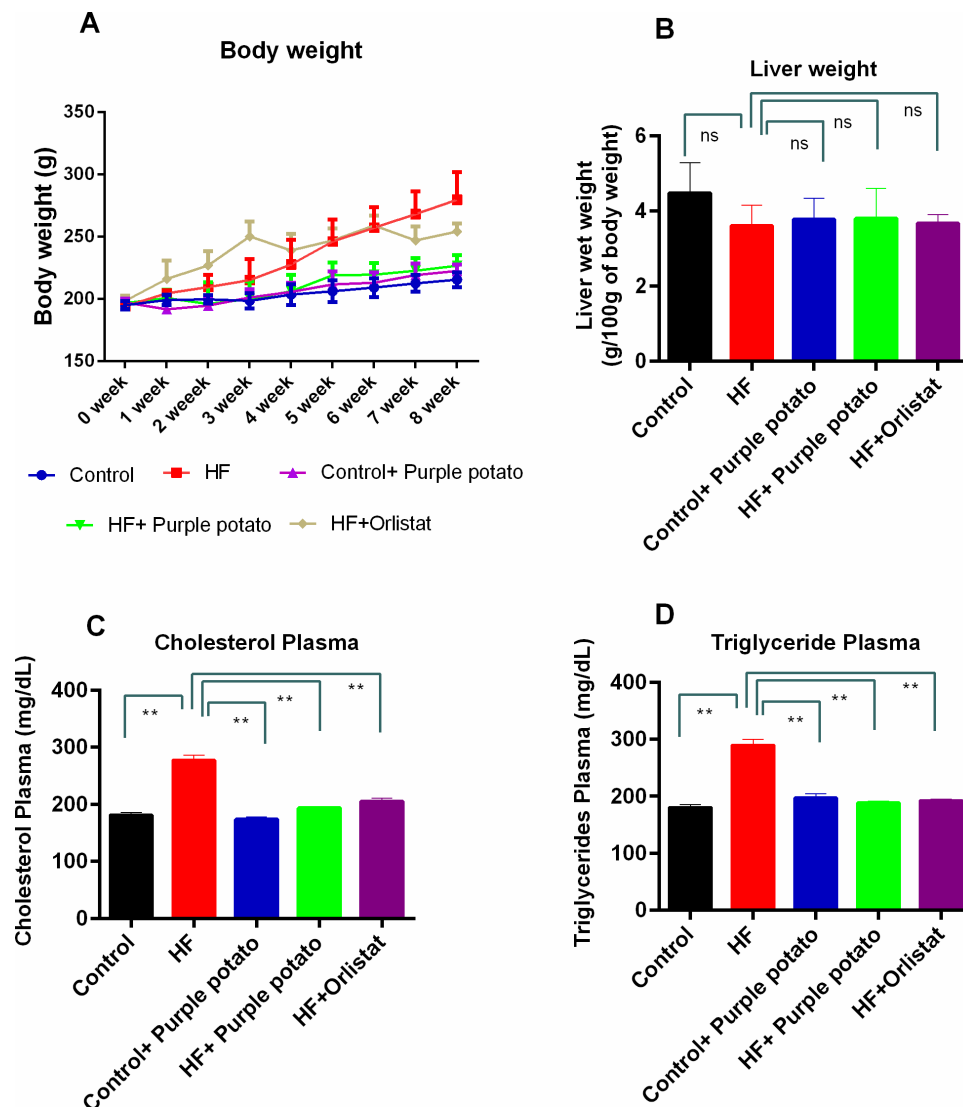 A
Body weight
Body weight (g)
350
300
250
200
150
0 week
1 week
2 weeek
3 week
4 week
5 week
6 week
7 week
8 week
Control
HF
Control+ Purple potato
HF+ Purple potato
HF+Orlistat
B
Liver weight
Liver wet weight
(g/100g of body weight)
6
4
2
0
ns
ns
ns
ns
Control
HF
Control+ Purple potato
HF+ Purple potato
HF+Orlistat
C
Cholesterol Plasma
Cholesterol Plasma (mg/dL)
400
300
200
100
0
**
**
**
**
Control
HF
Control+ Purple potato
HF+ Purple potato
HF+Orlistat
D
Triglyceride Plasma
Triglycerides Plasma (mg/dL)
400
300
200
100
0
**
**
**
**
Control
HF
Control+ Purple potato
HF+ Purple potato
HF+Orlistat